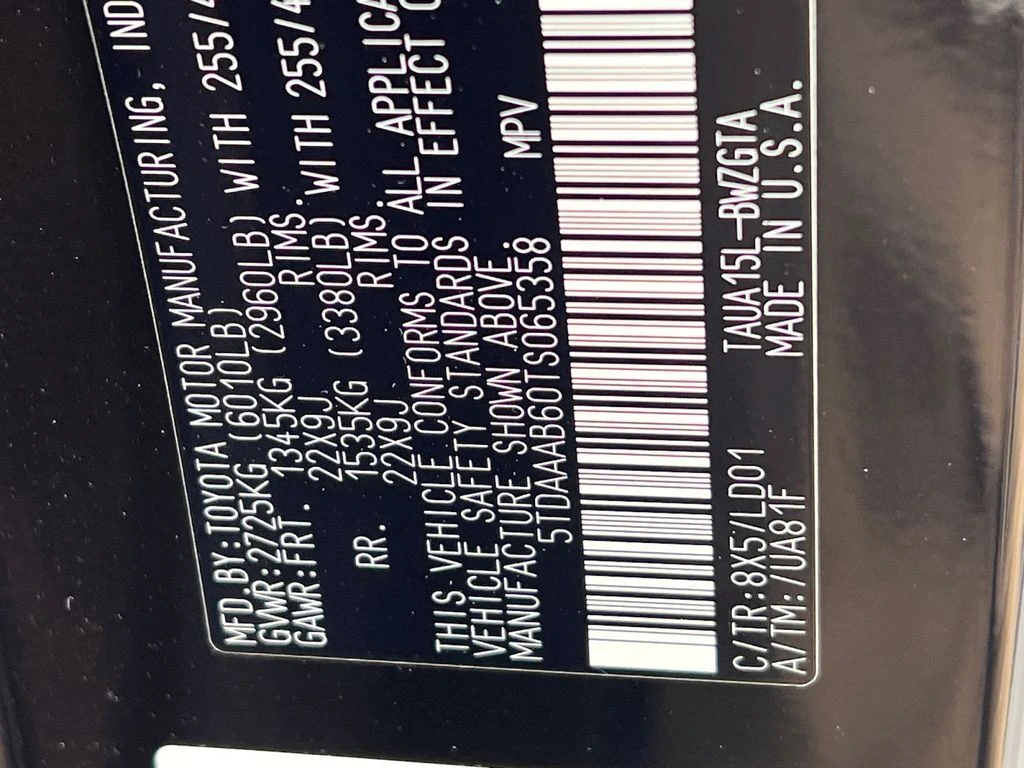 MFD.BY:TOYOTA MOTOR MANUFACTURING, IND
GVWR:2725KG (6010LB)
GAWR:FRT. 1345KG (2960LB) WITH 255/4
22X9J RIMS.
RR. 1535KG (3380LB) WITH 255/4
22X9J RIMS.
THIS VEHICLE CONFORMS TO ALL APPLICA
VEHICLE SAFETY STANDARDS IN EFFECT O
MANUFACTURE SHOWN ABOVE.
5TDAAAB60TS065358 MPV
C/TR:8X5/LD01 TAUA15L-BWZGTA
A/TM:/UA81F MADE IN U.S.A.